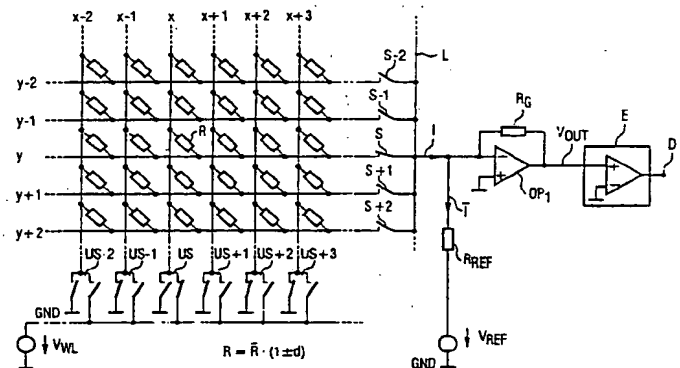 x-2 x-1 x x+1 x+2 x+3
S-2
L
y-2
S-1
y-1
R
S
I
RG
VOUT
E
D
y
OP1
S+1
Ī
y+1
S+2
y+2
RREF
US-2 US-1 US US+1 US+2 US+3
GND
VWL
R = R̄ · (1±d)
VREF
GND